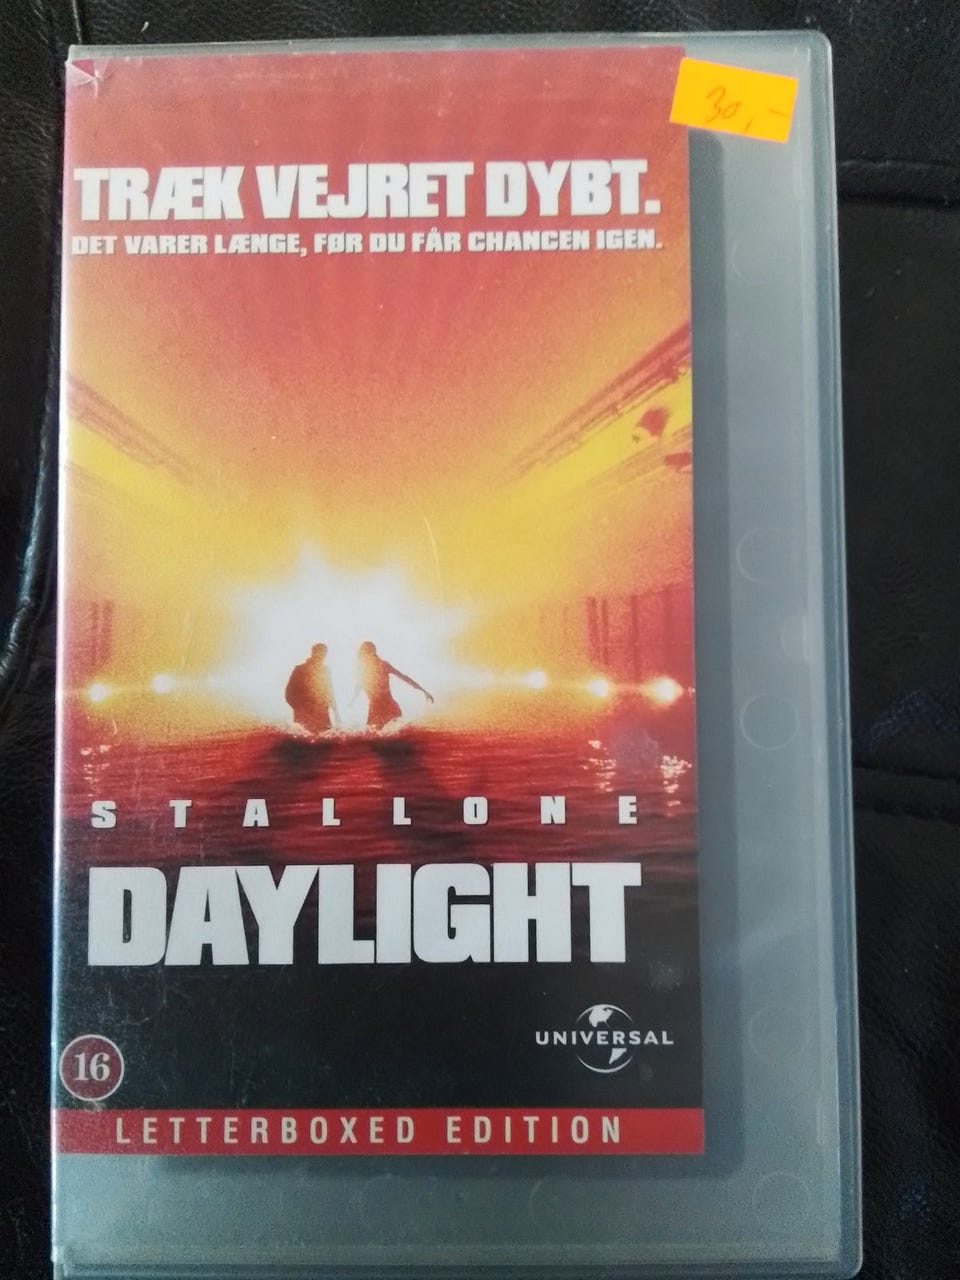 30,-
TRÆK VEJRET DYBT.
DET VARER LÆNGE, FØR DU FÅR CHANCEN IGEN.
STALLONE
DAYLIGHT
UNIVERSAL
16
LETTERBOXED EDITION